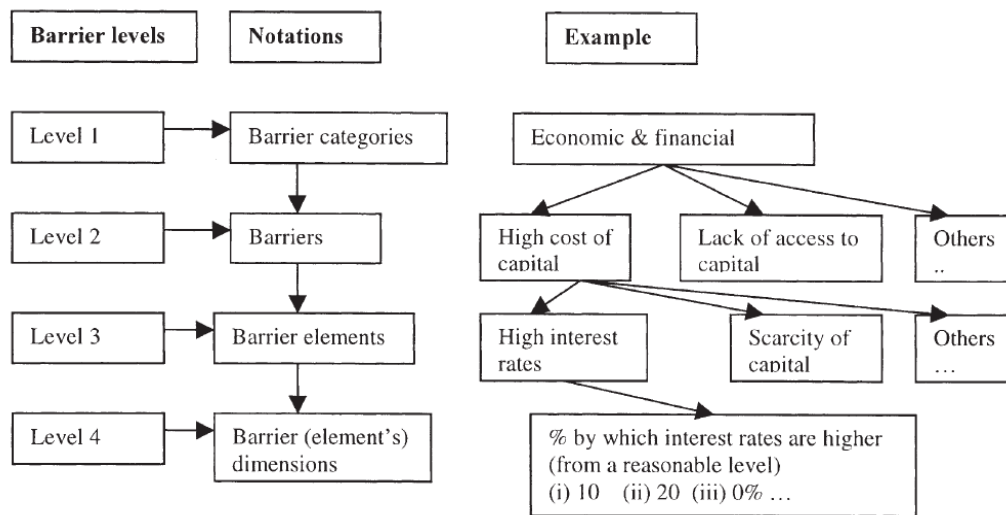 Barrier levels
Notations
Example
Level 1
Barrier categories
Economic & financial
Level 2
Barriers
High cost of
capital
Lack of access to
capital
Others
..
Level 3
Barrier elements
High interest
rates
Scarcity of
capital
Others
…
Level 4
Barrier (element's)
dimensions
% by which interest rates are higher
(from a reasonable level)
(i) 10 (ii) 20 (iii) 0% …